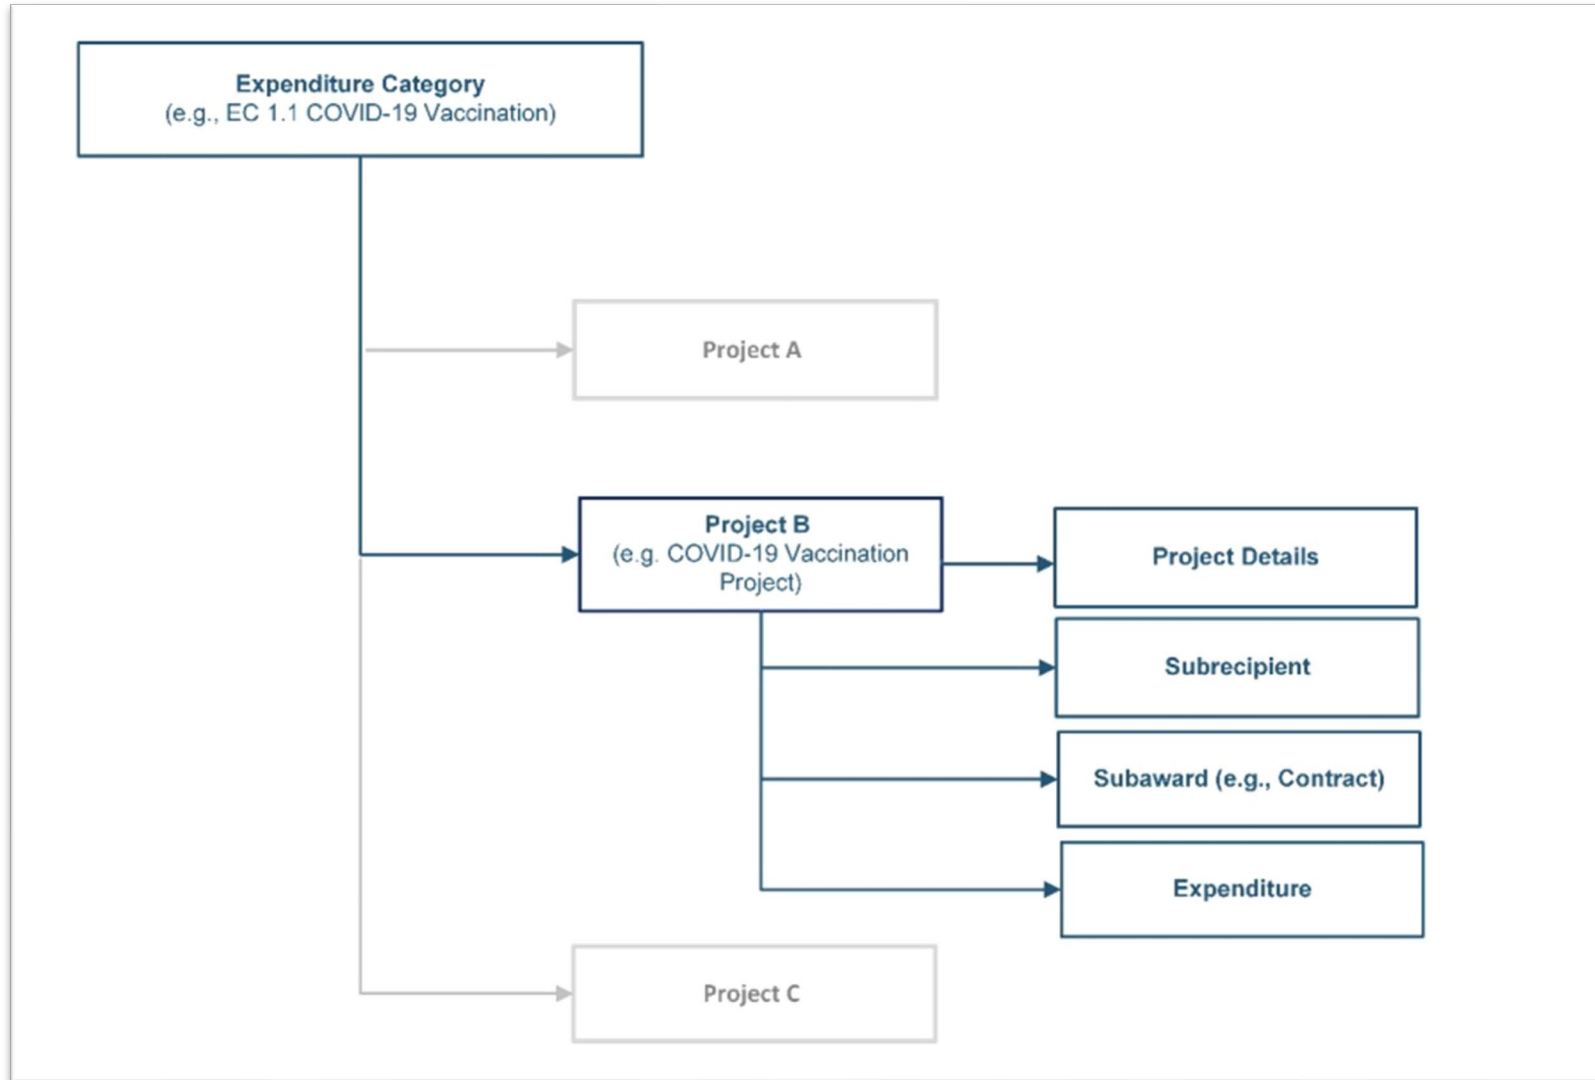 Expenditure Category
(e.g., EC 1.1 COVID-19 Vaccination)
Project A
Project B
(e.g. COVID-19 Vaccination
Project)
Project Details
Subrecipient
Subaward (e.g., Contract)
Expenditure
Project C